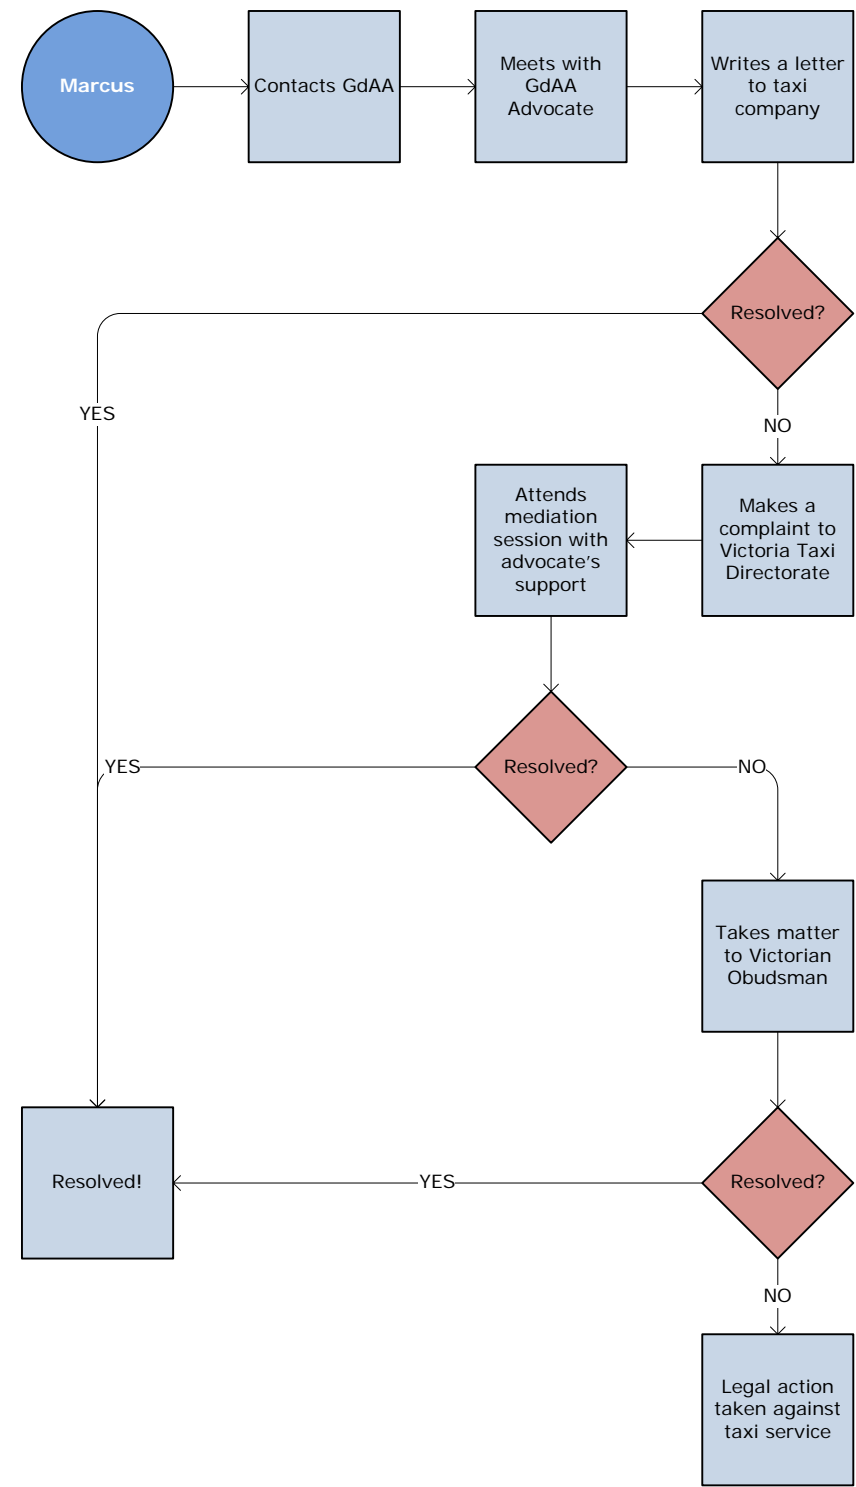 Marcus
Contacts GdAA
Meets with
GdAA
Advocate
Writes a letter
to taxi
company
Resolved?
YES
NO
Makes a
complaint to
Victoria Taxi
Directorate
Attends
mediation
session with
advocate's
support
Resolved?
YES
NO
Takes matter
to Victorian
Obudsman
Resolved?
YES
Resolved!
NO
Legal action
taken against
taxi service